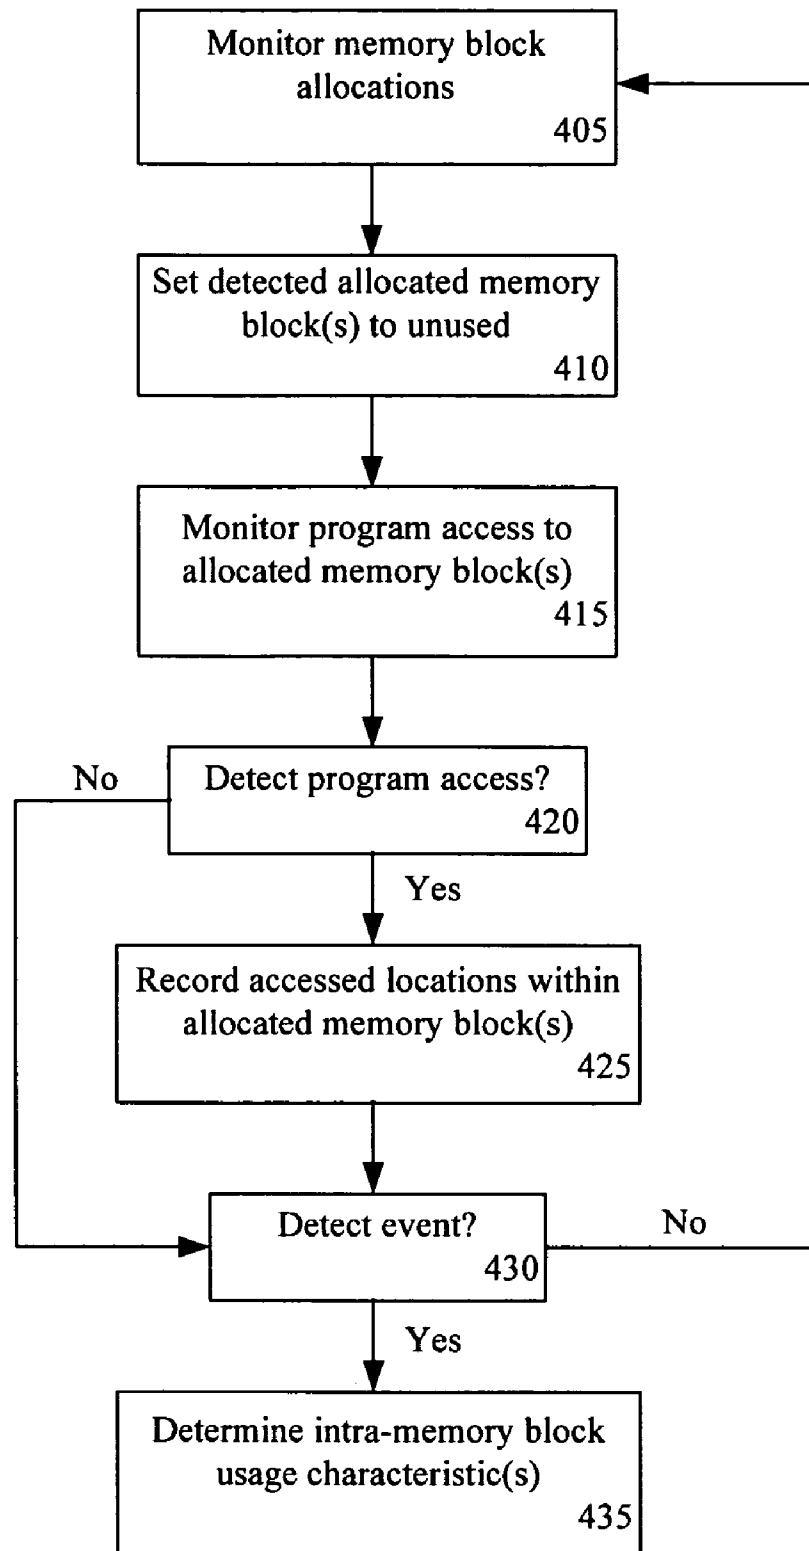 Monitor memory block
allocations
405
Set detected allocated memory
block(s) to unused
410
Monitor program access to
allocated memory block(s)
415
No
Detect program access?
420
Yes
Record accessed locations within
allocated memory block(s)
425
Detect event?
430
No
Yes
Determine intra-memory block
usage characteristic(s)
435